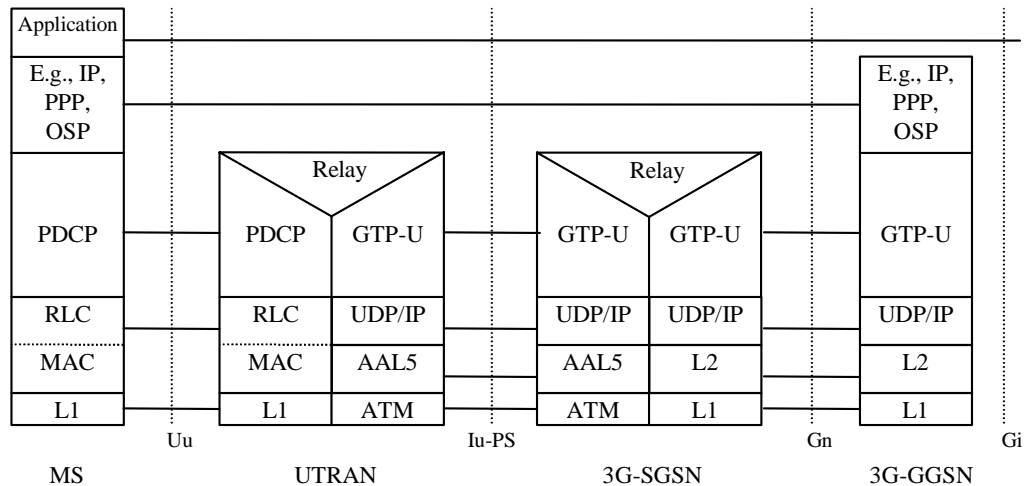 Application
E.g., IP,
PPP,
OSP
E.g., IP,
PPP,
OSP
Relay
Relay
PDCP
PDCP
GTP-U
GTP-U
GTP-U
GTP-U
RLC
RLC
UDP/IP
UDP/IP
UDP/IP
UDP/IP
MAC
MAC
AAL5
AAL5
L2
L2
L1
L1
ATM
ATM
L1
L1
Uu
Iu-PS
Gn
Gi
MS
UTRAN
3G-SGSN
3G-GGSN